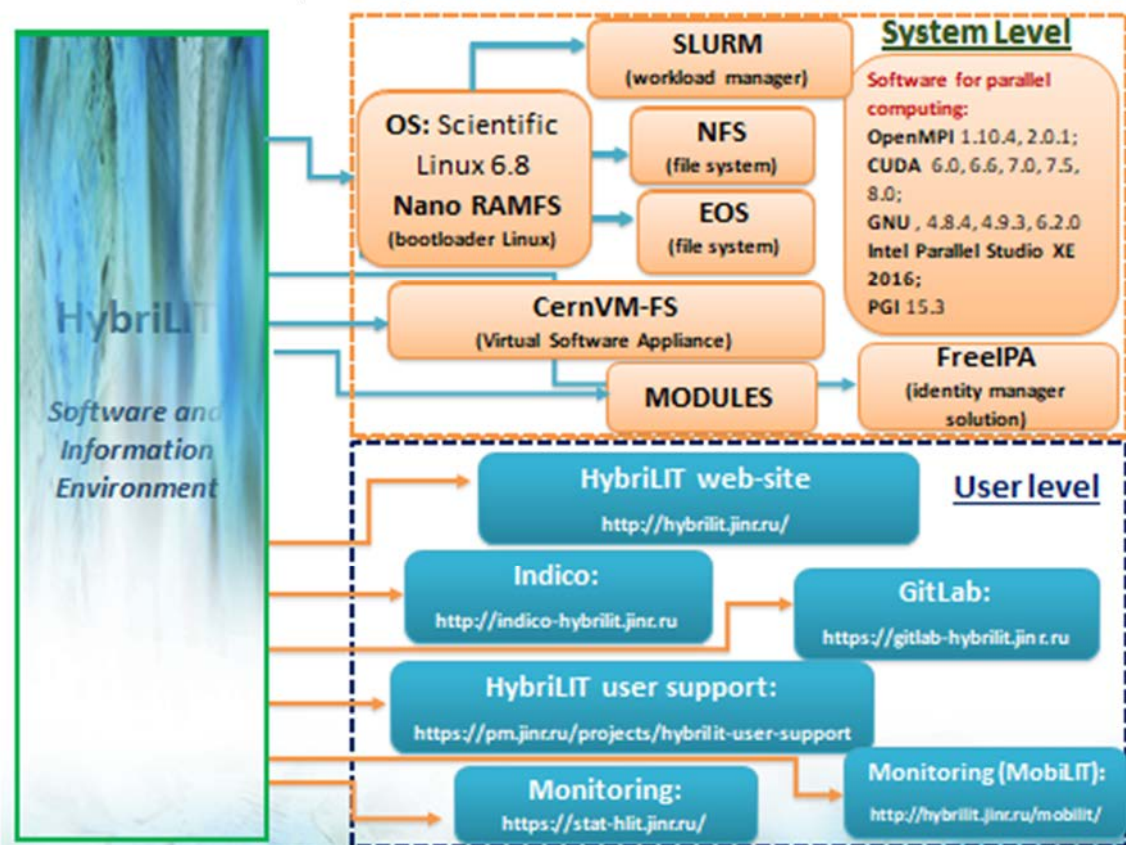 HybriLIT
Software and
Information
Environment
System Level
SLURM
(workload manager)
OS: Scientific
Linux 6.8
Nano RAMFS
(bootloader Linux)
NFS
(file system)
EOS
(file system)
Software for parallel
computing:
OpenMPI 1.10.4, 2.0.1;
CUDA 6.0, 6.6, 7.0, 7.5,
8.0;
GNU , 4.8.4, 4.9.3, 6.2.0
Intel Parallel Studio XE
2016;
PGI 15.3
CernVM-FS
(Virtual Software Appliance)
MODULES
FreeIPA
(identity manager
solution)
User level
HybriLIT web-site
http://hybrilit.jinr.ru/
Indico:
http://indico-hybrilit.jinr.ru
GitLab:
https://gitlab-hybrilit.jinr.ru
HybriLIT user support:
https://pm.jinr.ru/projects/hybrilit-user-support
Monitoring:
https://stat-hlit.jinr.ru/
Monitoring (MobiLIT):
http://hybrilit.jinr.ru/mobilit/